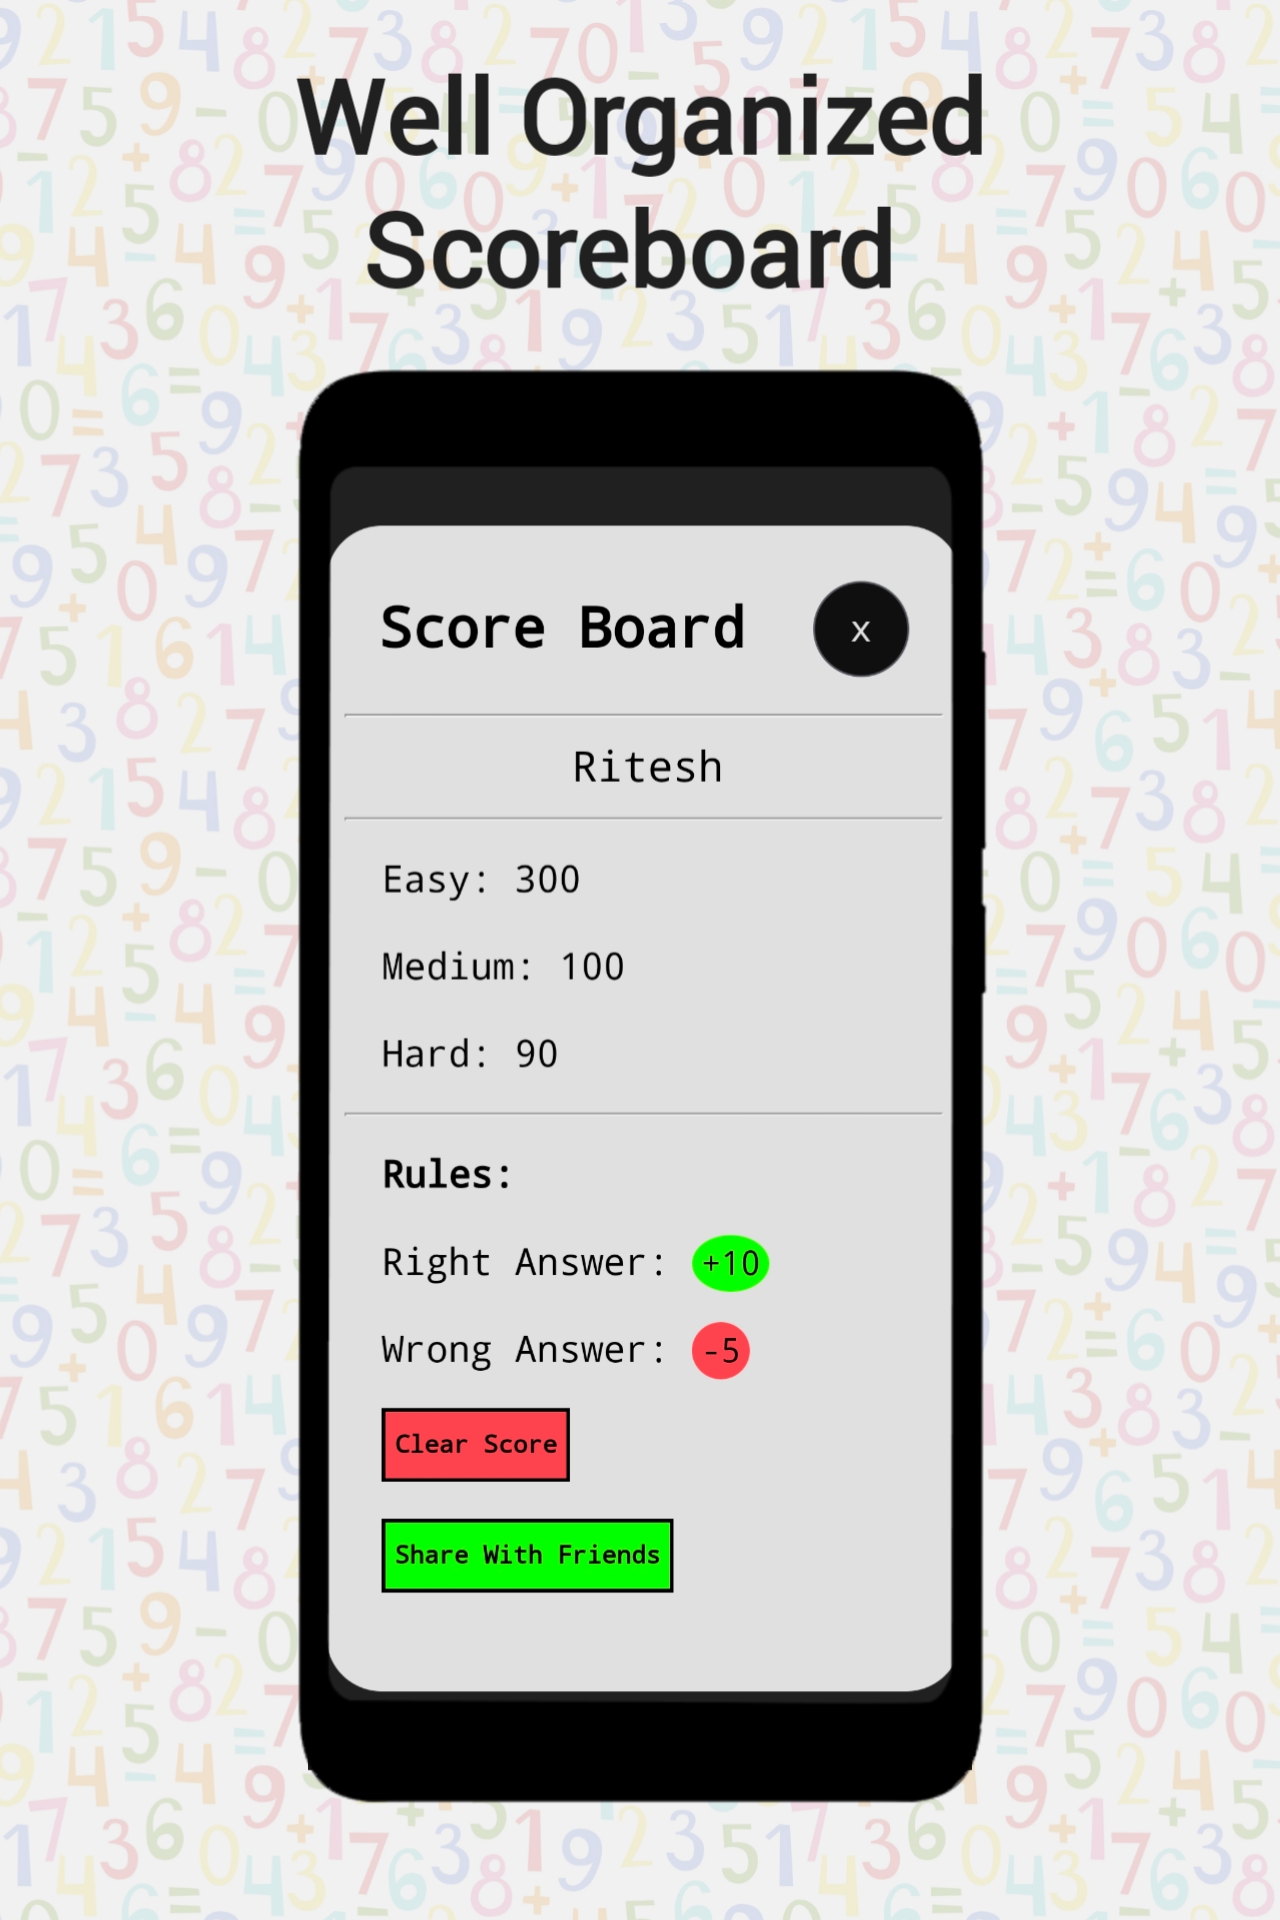 Well Organized
Scoreboard
Score Board
x
Ritesh
Easy: 300
Medium: 100
Hard: 90
Rules:
Right Answer: +10
Wrong Answer: -5
Clear Score
Share With Friends